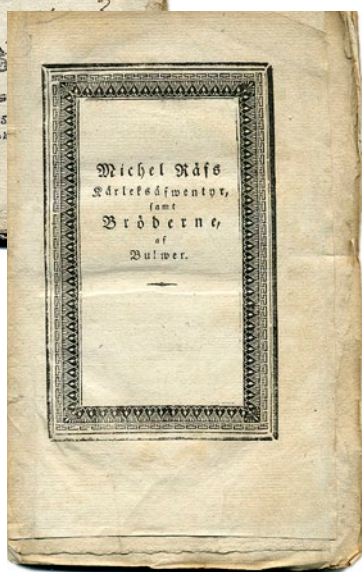 Michel Räfs
Kärleksäfwentyr,
samt
Bröderne,
af
Bulwer.